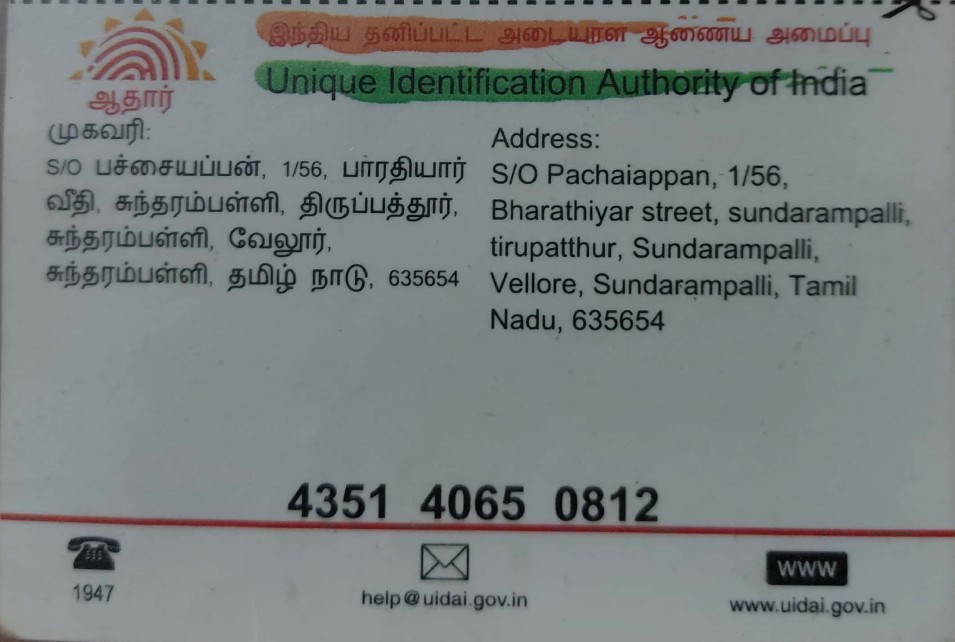 இந்திய தனிப்பட்ட அடையாள ஆணைய அமைப்பு
Unique Identification Authority of India
ஆதார்
முகவரி:
S/O பச்சையப்பன், 1/56, பாரதியார்
வீதி, சுந்தரம்பள்ளி, திருப்பத்தூர்,
சுந்தரம்பள்ளி, வேலூர்,
சுந்தரம்பள்ளி, தமிழ் நாடு, 635654
Address:
S/O Pachaiappan, 1/56,
Bharathiyar street, sundarampalli,
tirupatthur, Sundarampalli,
Vellore, Sundarampalli, Tamil
Nadu, 635654
4351 4065 0812
1947
help@uidai.gov.in
www
www.uidai.gov.in